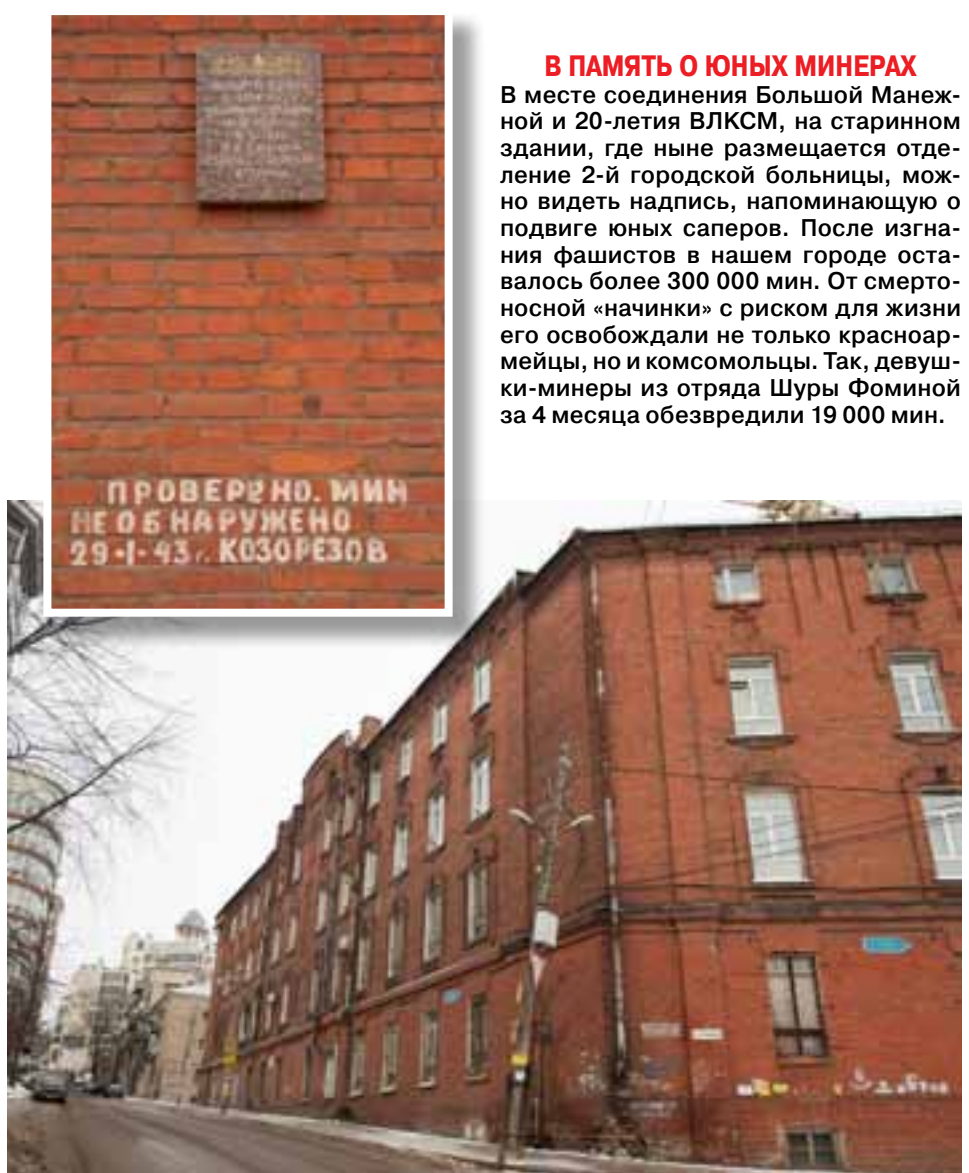 В ПАМЯТЬ О ЮНЫХ МИНЕРАХ
В месте соединения Большой Манеж-
ной и 20-летия ВЛКСМ, на старинном
здании, где ныне размещается отде-
ление 2-й городской больницы, мож-
но видеть надпись, напоминающую о
подвиге юных саперов. После изгна-
ния фашистов в нашем городе оста-
валось более 300 000 мин. От смерто-
носной «начинки» с риском для жизни
его освобождали не только красноар-
мейцы, но и комсомольцы. Так, девуш-
ки-минеры из отряда Шуры Фоминой
за 4 месяца обезвредили 19 000 мин.
ПРОВЕРЕНО. МИН
НЕ ОБНАРУЖЕНО
29-I-43 г. КОЗОРЕЗОВ